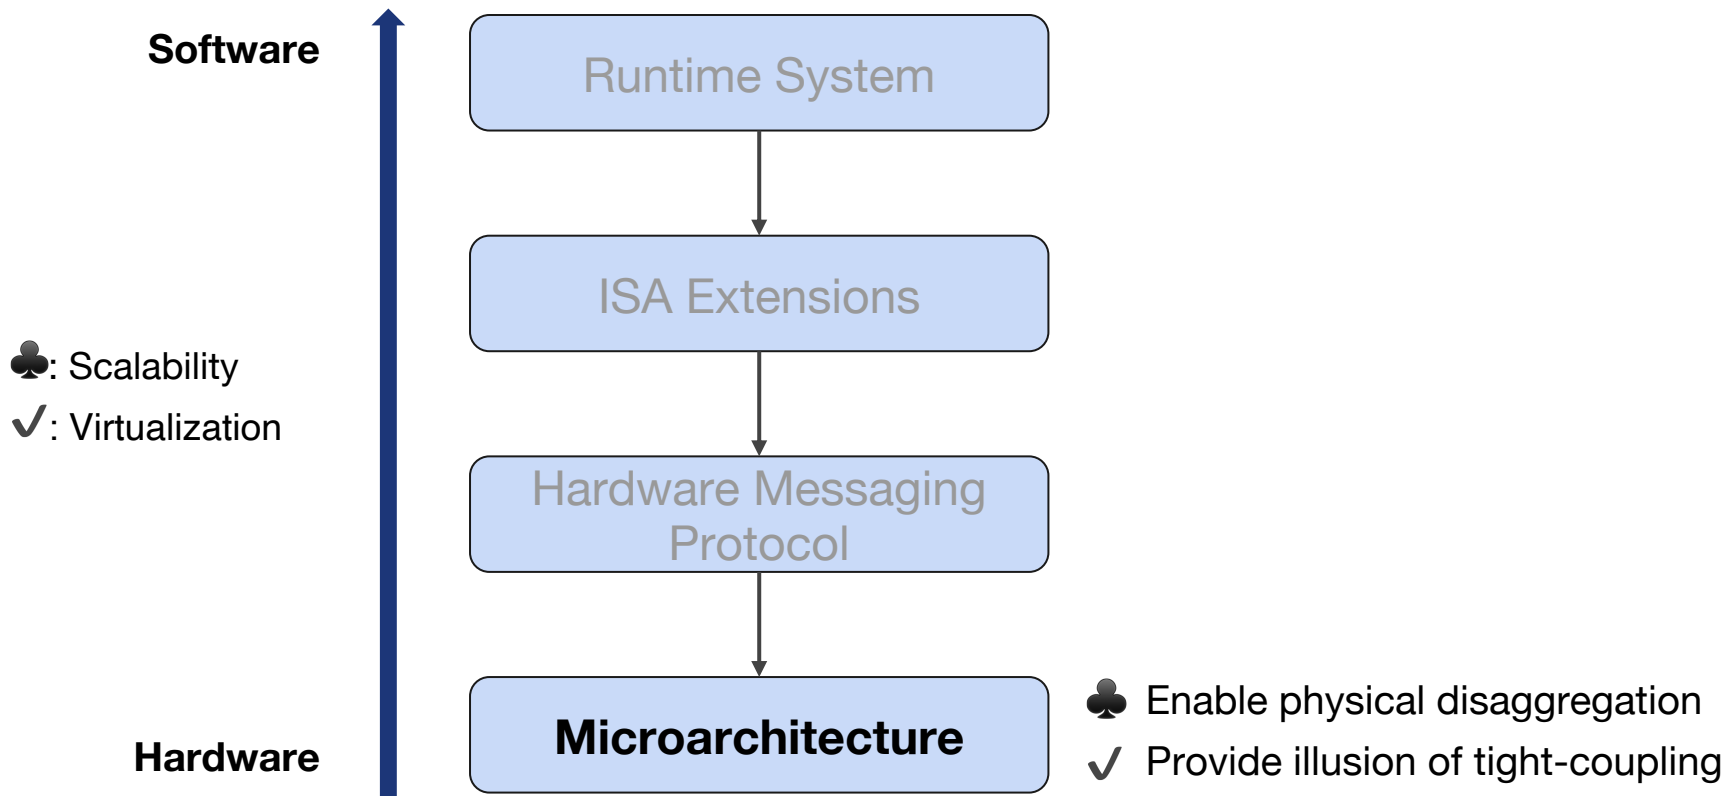 Software
Runtime System
ISA Extensions
♣: Scalability
✓: Virtualization
Hardware Messaging
Protocol
Hardware
Microarchitecture
♣ Enable physical disaggregation
✓ Provide illusion of tight-coupling